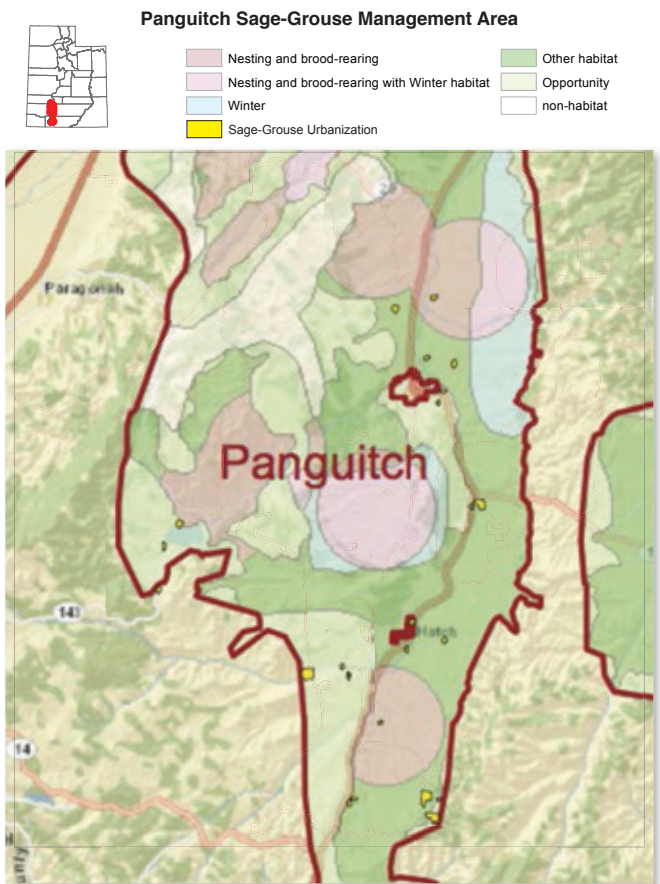 Panguitch Sage-Grouse Management Area
Nesting and brood-rearing
Nesting and brood-rearing with Winter habitat
Winter
Sage-Grouse Urbanization
Other habitat
Opportunity
non-habitat
Paragonah
Panguitch
Hatch
143
14